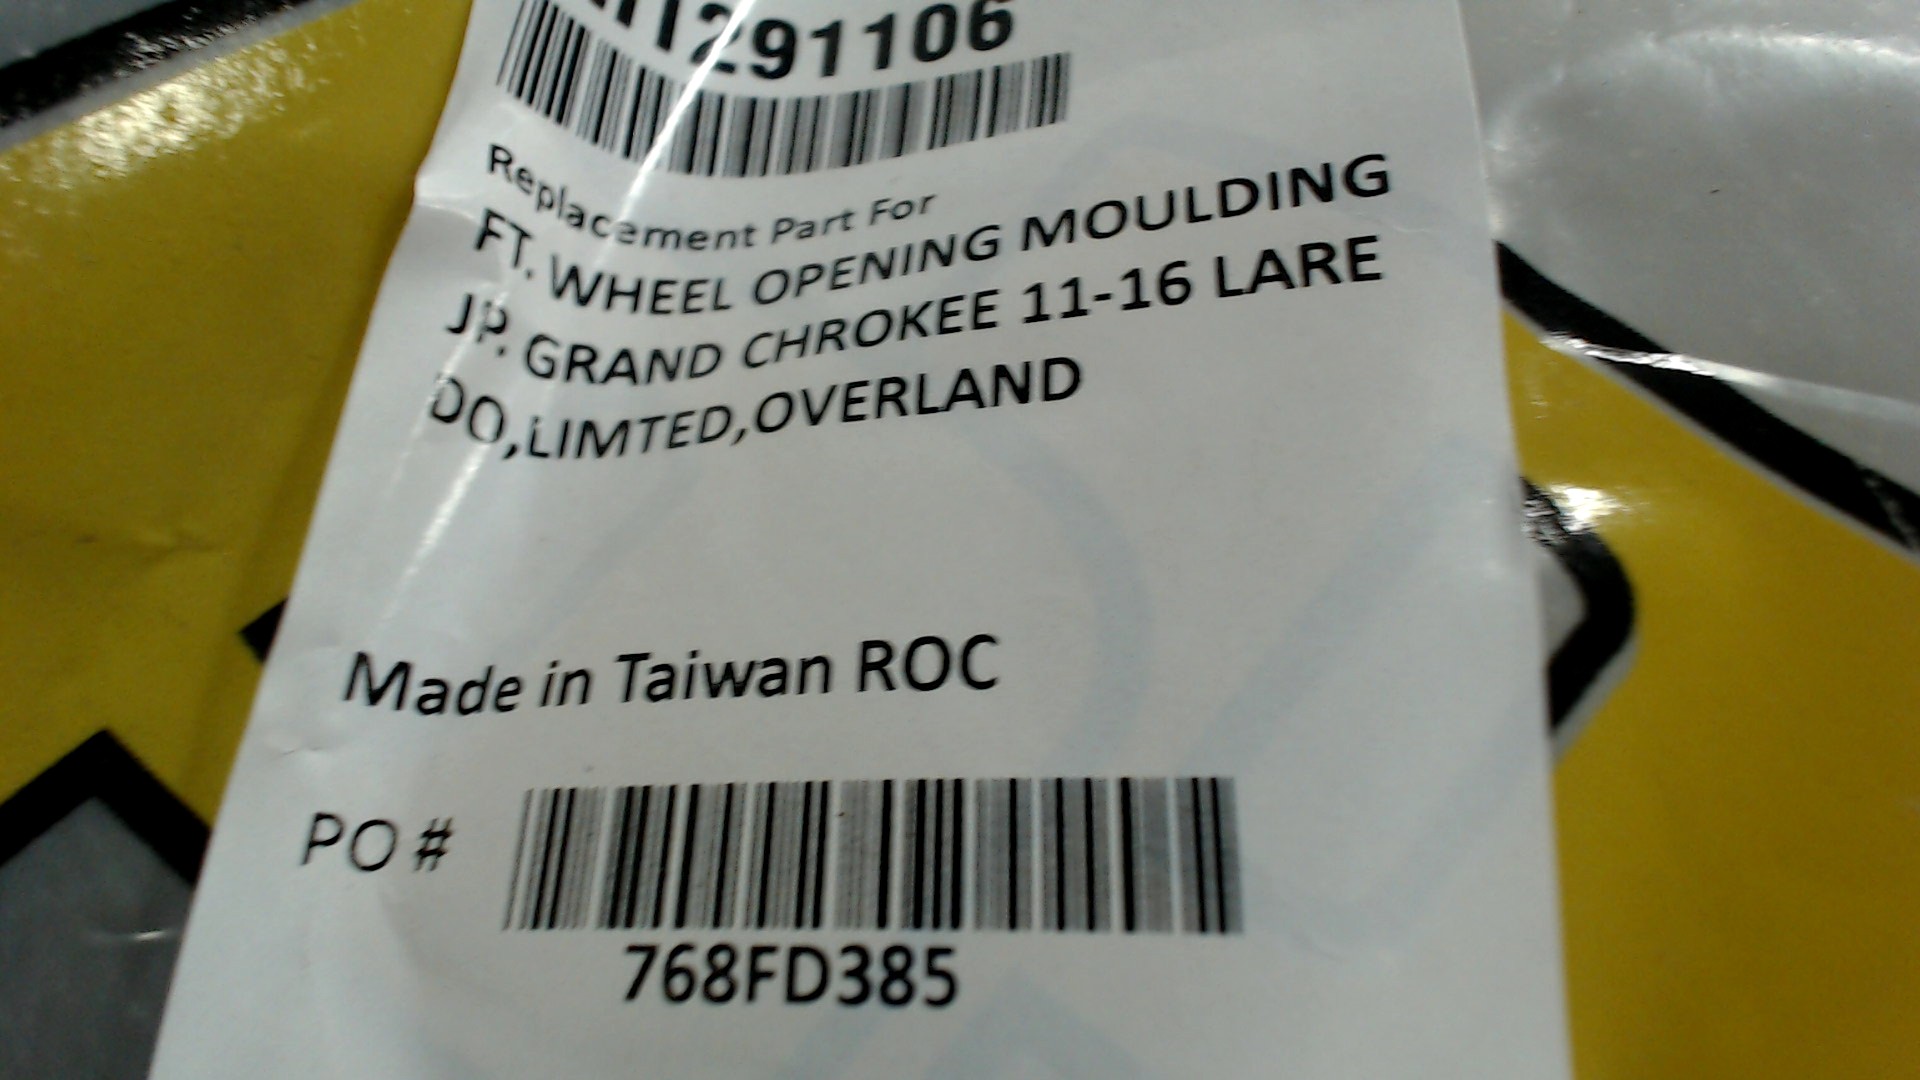 1291106
Replacement Part For
FT. WHEEL OPENING MOULDING
JP. GRAND CHROKEE 11-16 LARE
DO,LIMTED,OVERLAND
Made in Taiwan ROC
PO #
768FD385